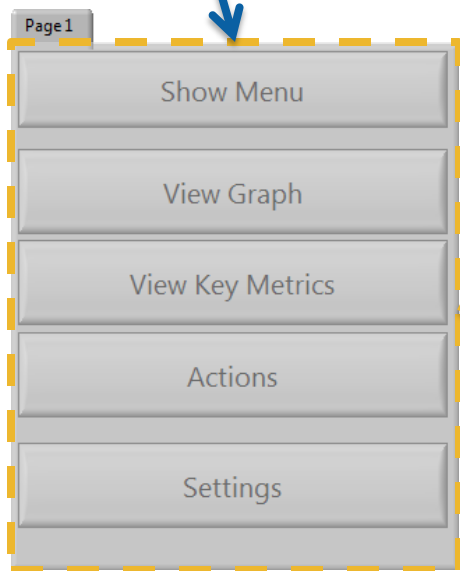 Page 1
Show Menu
View Graph
View Key Metrics
Actions
Settings